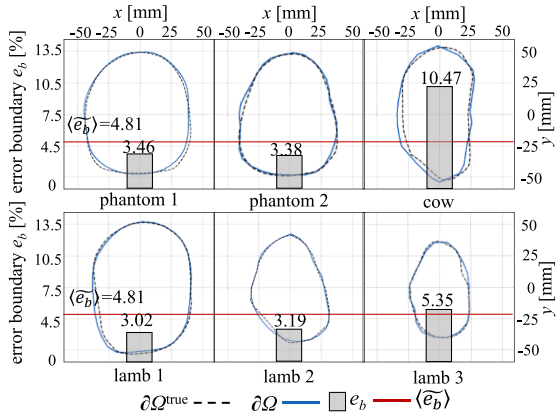 x [mm] x [mm] x [mm]
-50 -25 0 25 50 -50 -25 0 25 50 -50 -25 0 25 50
error boundary e_b [%]
13.5
10.5
7.5
4.5
0
⟨ẽ_b⟩=4.81
3.46
3.38
10.47
50
25
0
-25
-50
y [mm]
phantom 1 phantom 2 cow
error boundary e_b [%]
13.5
10.5
7.5
4.5
0
⟨ẽ_b⟩=4.81
3.02
3.19
5.35
50
25
0
-25
-50
y [mm]
lamb 1 lamb 2 lamb 3
∂Ω^true ∂Ω e_b ⟨ẽ_b⟩